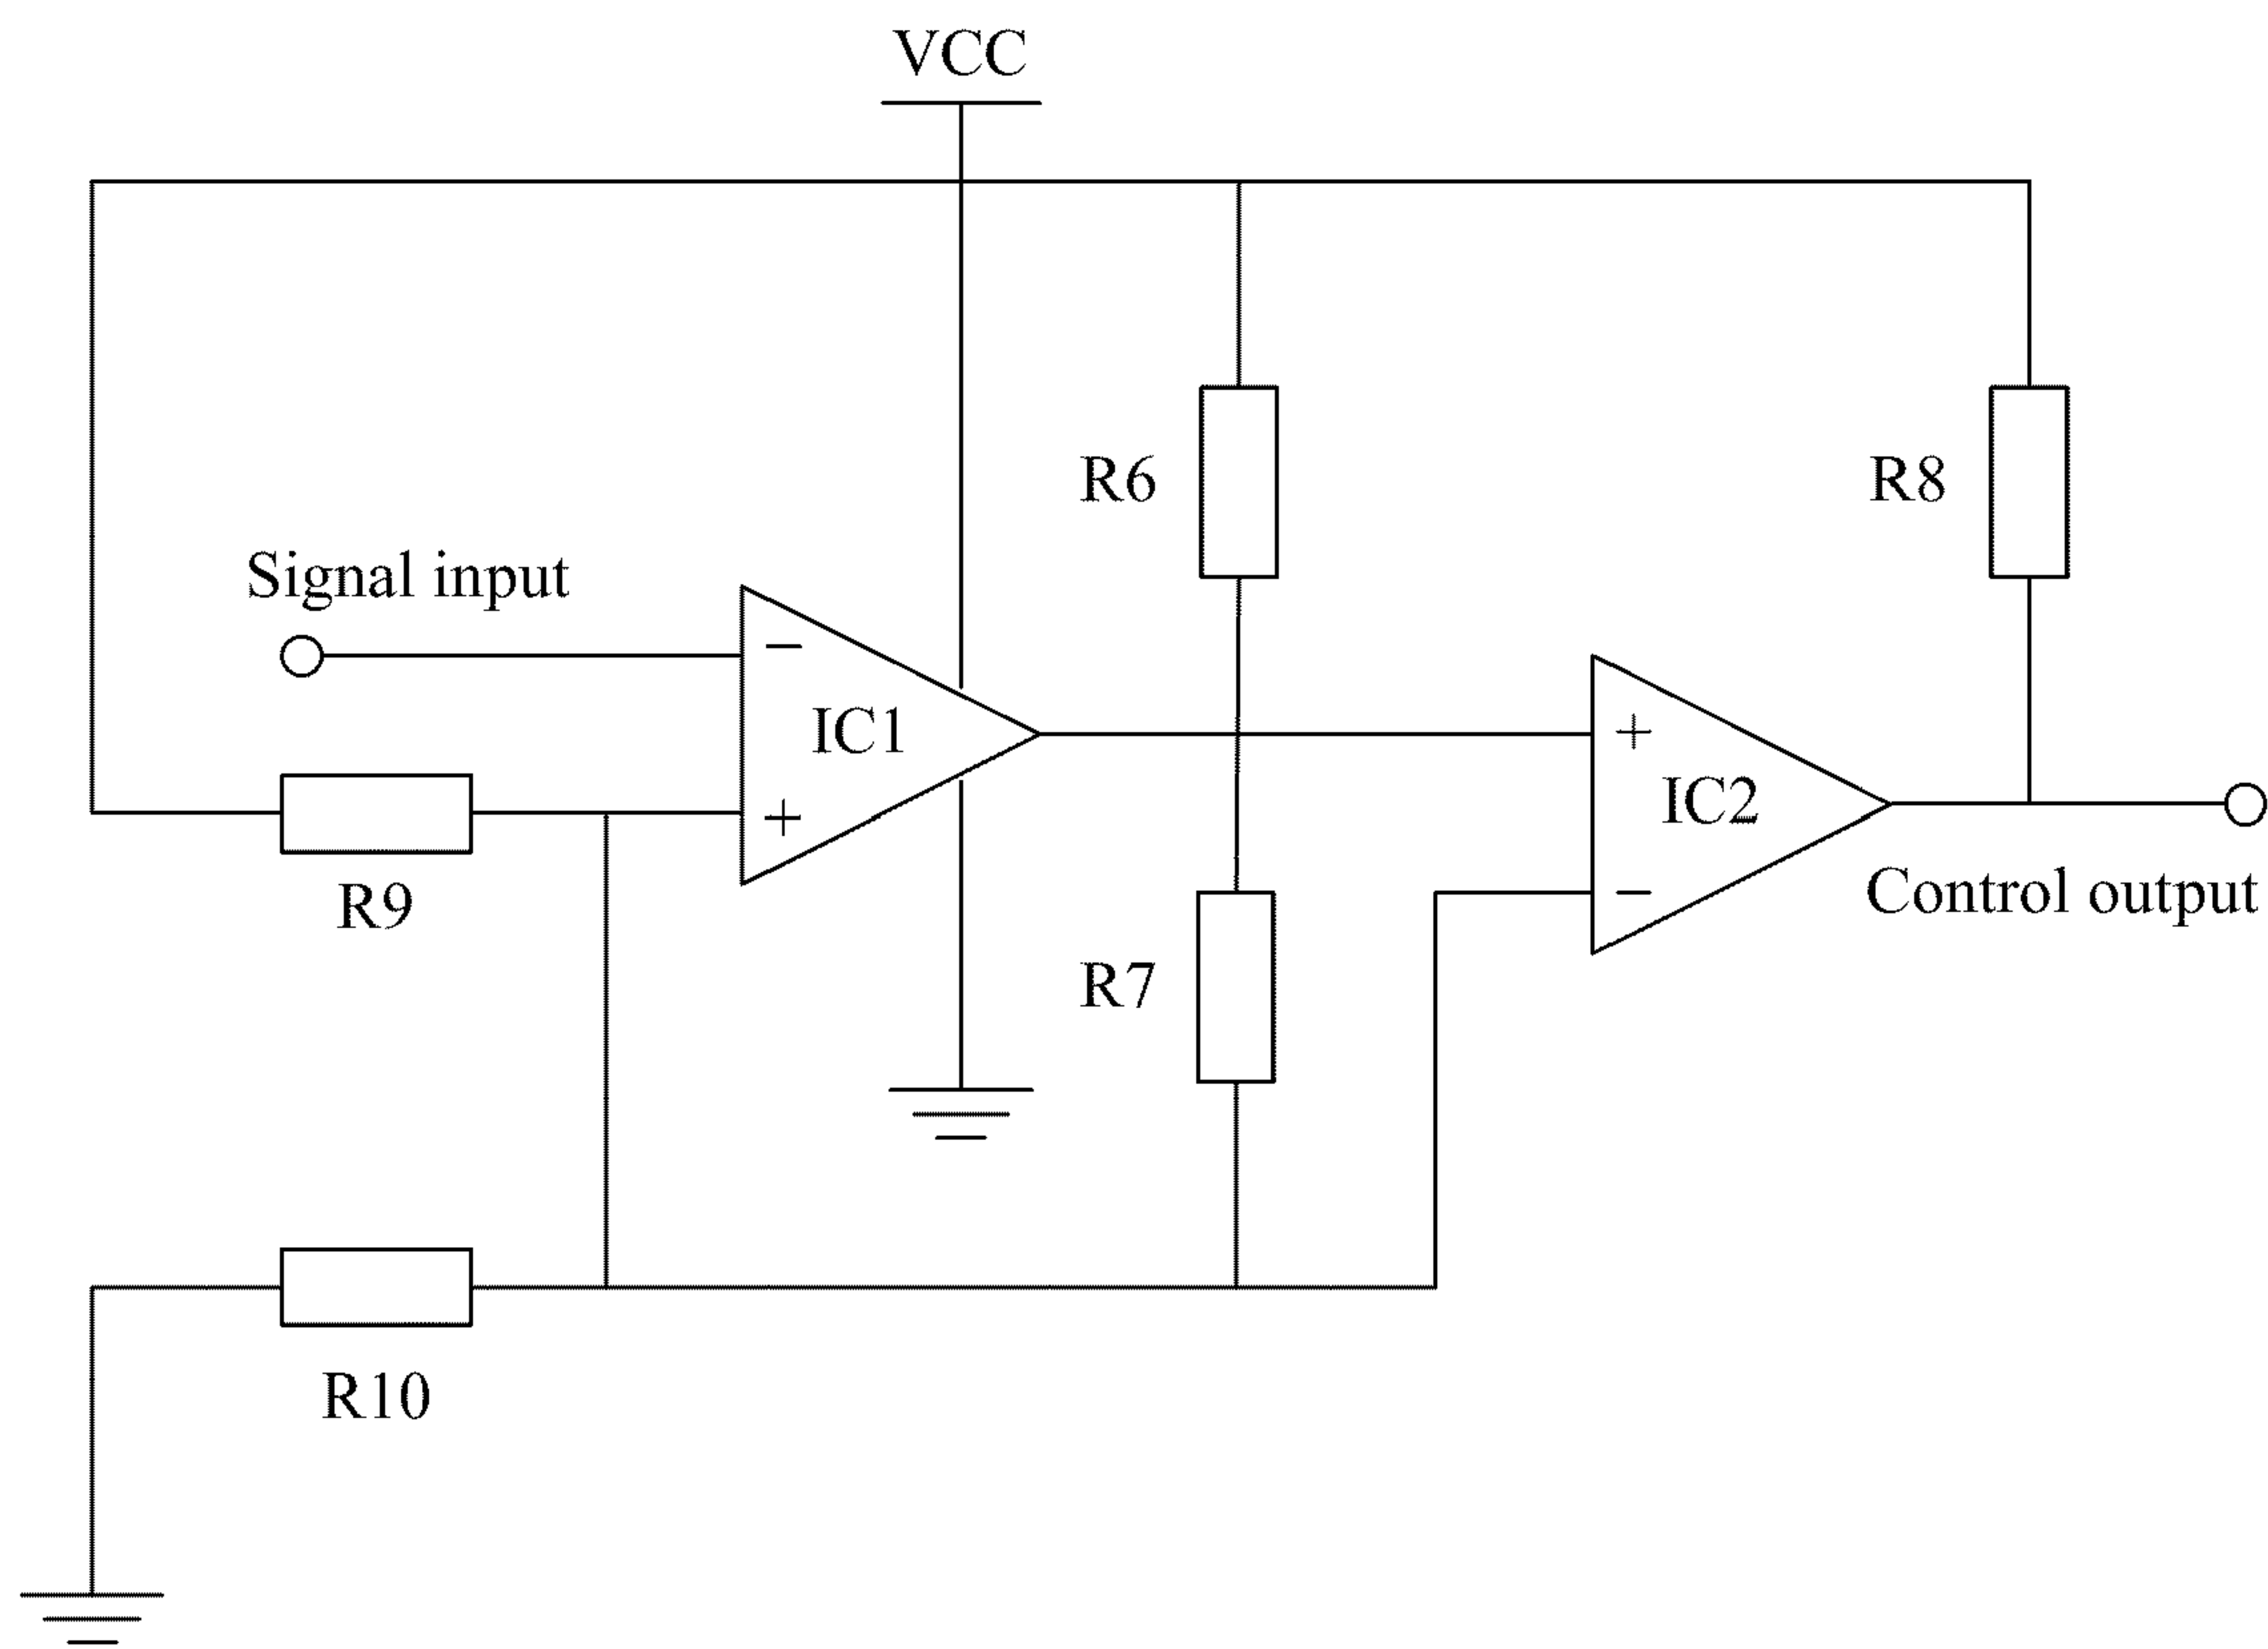 VCC
R6
R8
Signal input
−
IC1
+
R9
+
IC2
−
Control output
R7
R10